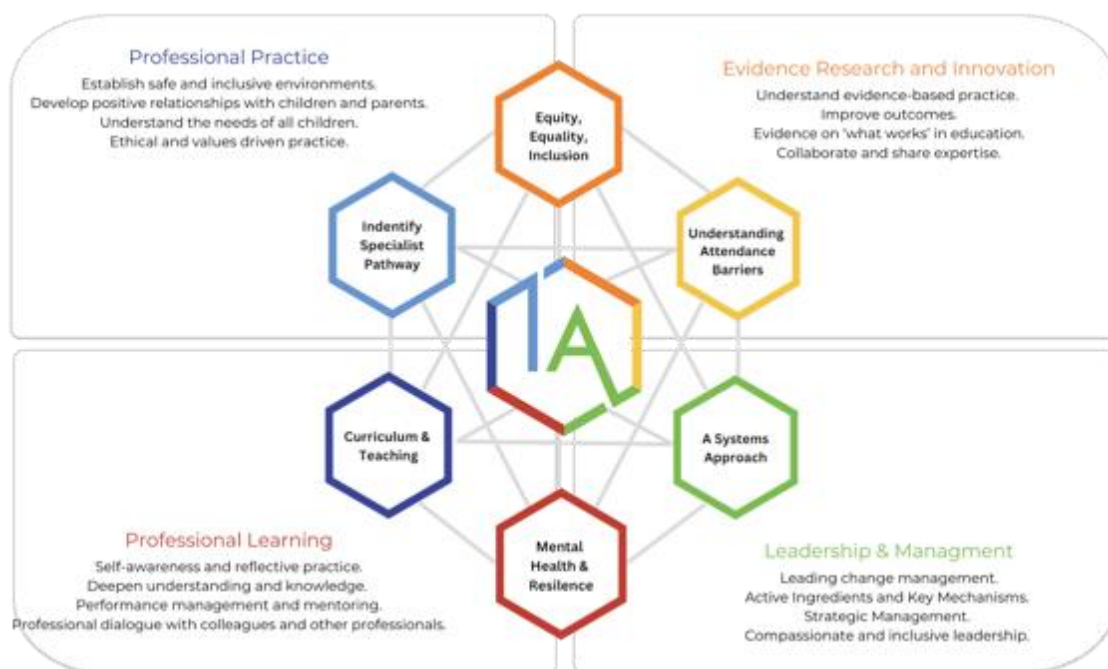 Professional Practice
Establish safe and inclusive environments.
Develop positive relationships with children and parents.
Understand the needs of all children.
Ethical and values driven practice.
Evidence Research and Innovation
Understand evidence-based practice.
Improve outcomes.
Evidence on 'what works' in education.
Collaborate and share expertise.
Equity,
Equality,
Inclusion
Indentify
Specialist
Pathway
Understanding
Attendance
Barriers
Curriculum &
Teaching
A Systems
Approach
Mental
Health &
Resilence
Professional Learning
Self-awareness and reflective practice.
Deepen understanding and knowledge.
Performance management and mentoring.
Professional dialogue with colleagues and other professionals.
Leadership & Managment
Leading change management.
Active Ingredients and Key Mechanisms.
Strategic Management.
Compassionate and inclusive leadership.